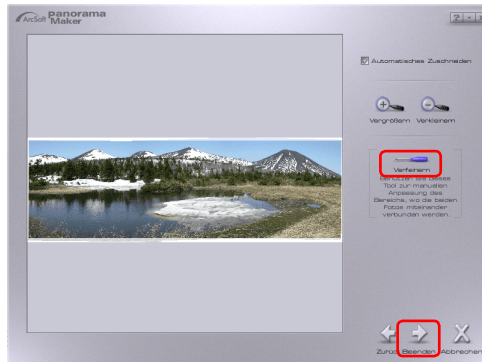 ArcSoft Panorama
Maker
? - x
Automatisches Zuschneiden
Vergrößern Verkleinern
Verfeinern
Benutzen Sie dieses
Tool zur manuellen
Anpassung des
Bereichs, wo die beiden
Fotos miteinander
verbunden werden.
Zurück Beenden Abbrechen